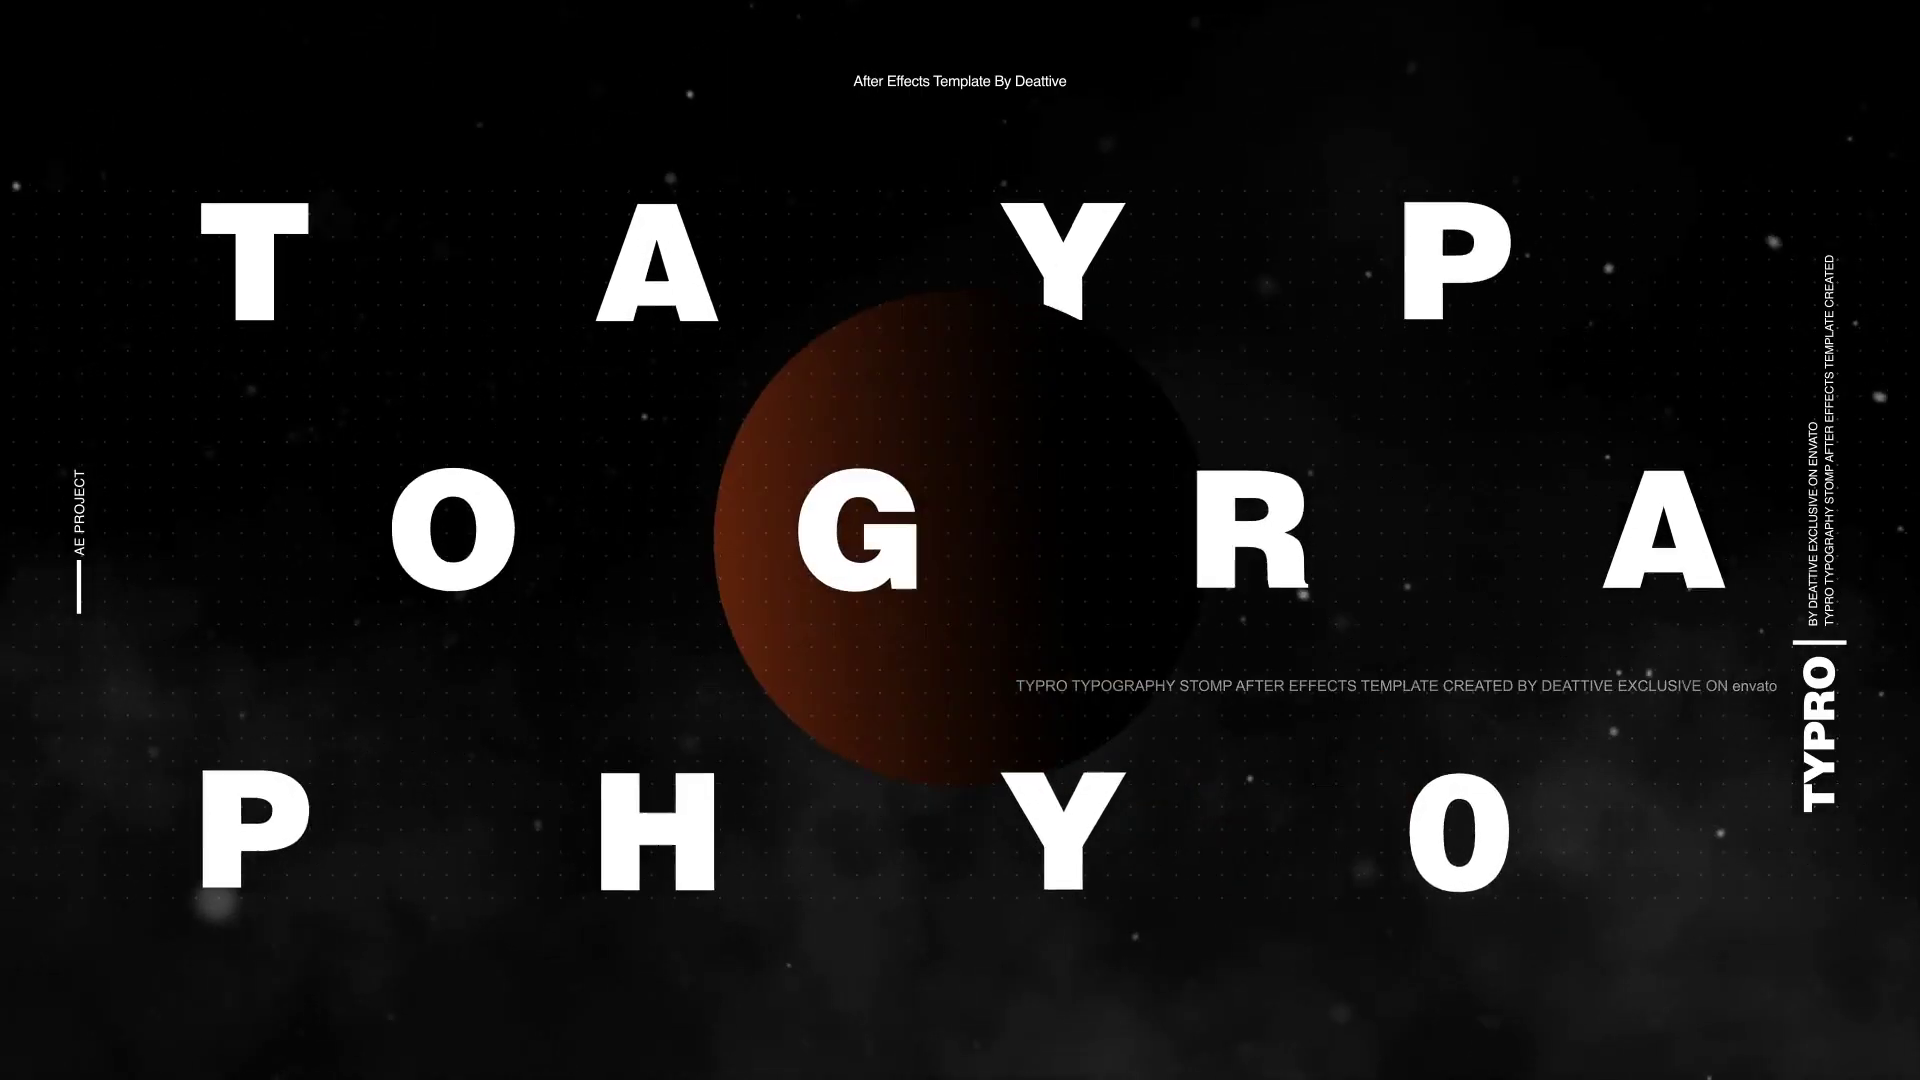 After Effects Template By Deattive
T A Y P
AE PROJECT
O G R A
BY DEATTIVE EXCLUSIVE ON ENVATO
TYPRO TYPOGRAPHY STOMP AFTER EFFECTS TEMPLATE CREATED
TYPRO
TYPRO TYPOGRAPHY STOMP AFTER EFFECTS TEMPLATE CREATED BY DEATTIVE EXCLUSIVE ON envato
P H Y 0